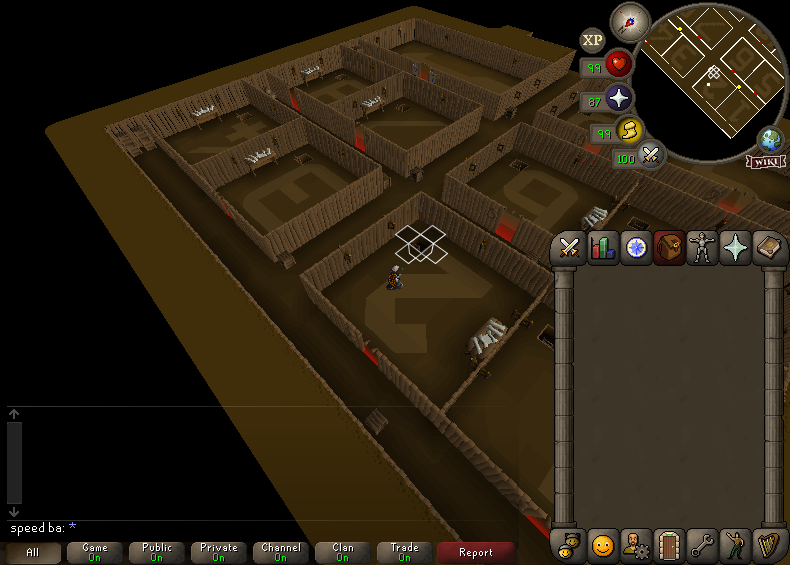 XP
99
87
99
100
WIKI
speed ba: *
All
Game
On
Public
On
Private
On
Channel
On
Clan
On
Trade
On
Report